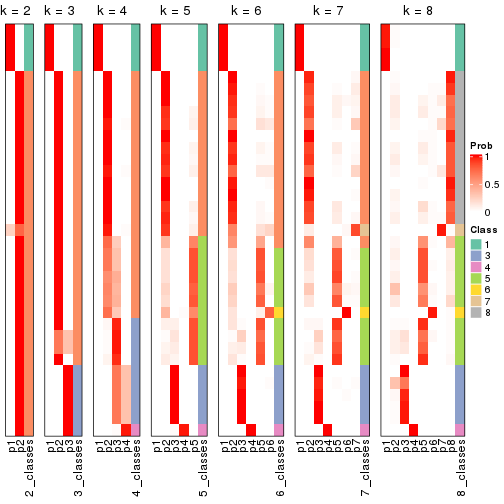 k = 2 k = 3 k = 4 k = 5 k = 6 k = 7 k = 8
Prob
1
0.5
0
Class
1
3
4
5
6
7
8
p1 p2 2_classes
p1 p2 p3 3_classes
p1 p2 p3 p4 4_classes
p1 p2 p3 p4 p5 5_classes
p1 p2 p3 p4 p5 p6 6_classes
p1 p2 p3 p4 p5 p6 p7 7_classes
p1 p2 p3 p4 p5 p6 p7 p8 8_classes